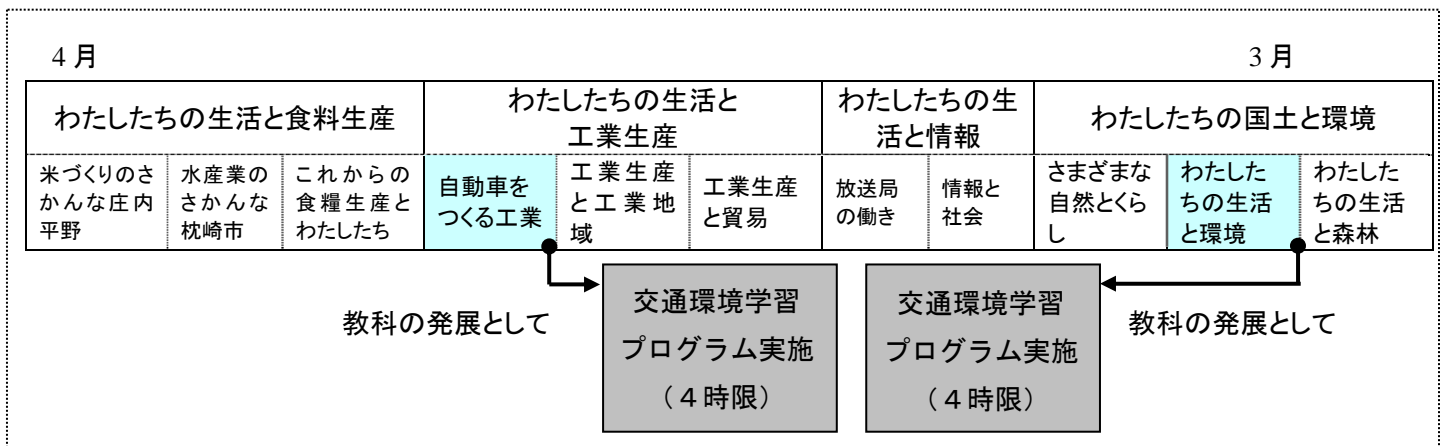 4月
3月
わたしたちの生活と食料生産
わたしたちの生活と
工業生産
わたしたちの生
活と情報
わたしたちの国土と環境
米づくりのさ
かんな庄内
平野
水産業の
さかんな
枕崎市
これからの
食糧生産と
わたしたち
自動車を
つくる工業
工業生産
と工業地
域
工業生産
と貿易
放送局
の働き
情報と
社会
さまざまな
自然とくら
し
わたした
ちの生活
と環境
わたした
ちの生活
と森林
教科の発展として
交通環境学習
プログラム実施
（４時限）
交通環境学習
プログラム実施
（４時限）
教科の発展として